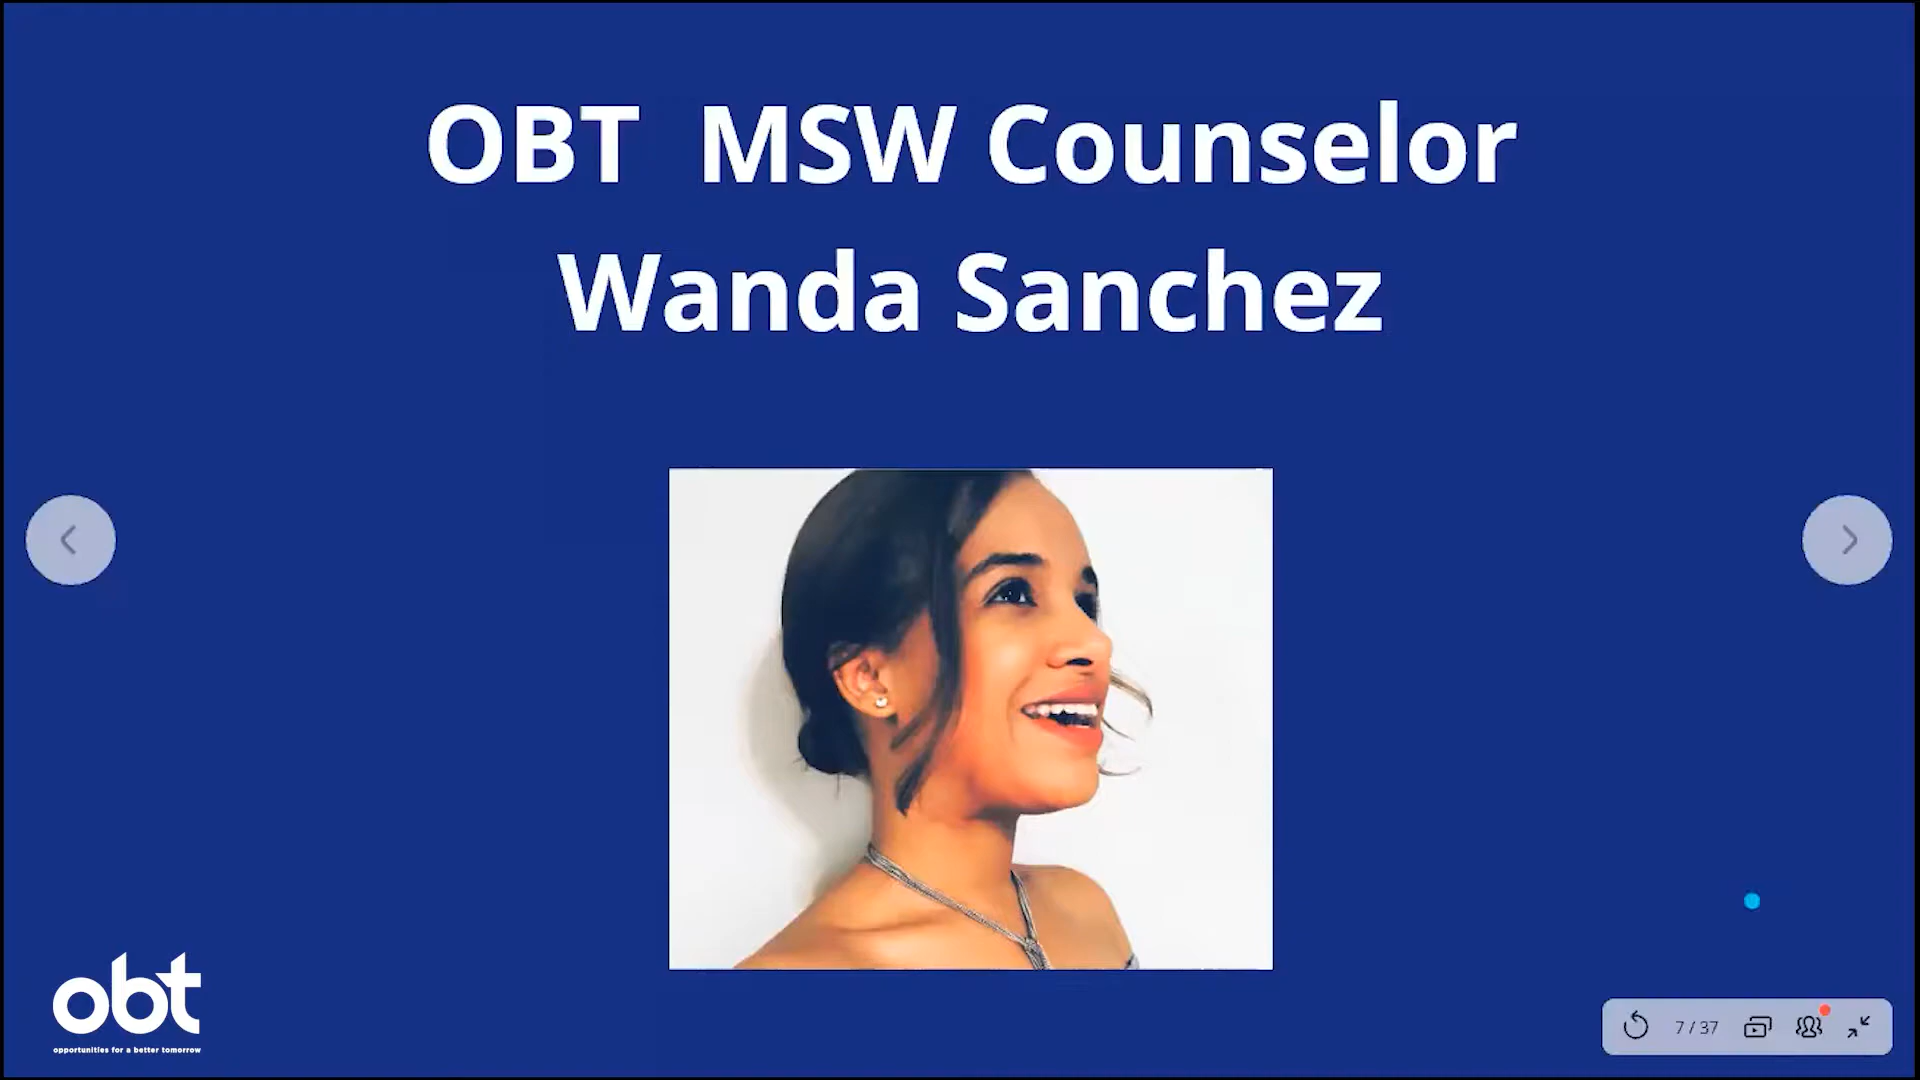 OBT  MSW Counselor
Wanda Sanchez
obt
opportunities for a better tomorrow
7 / 37